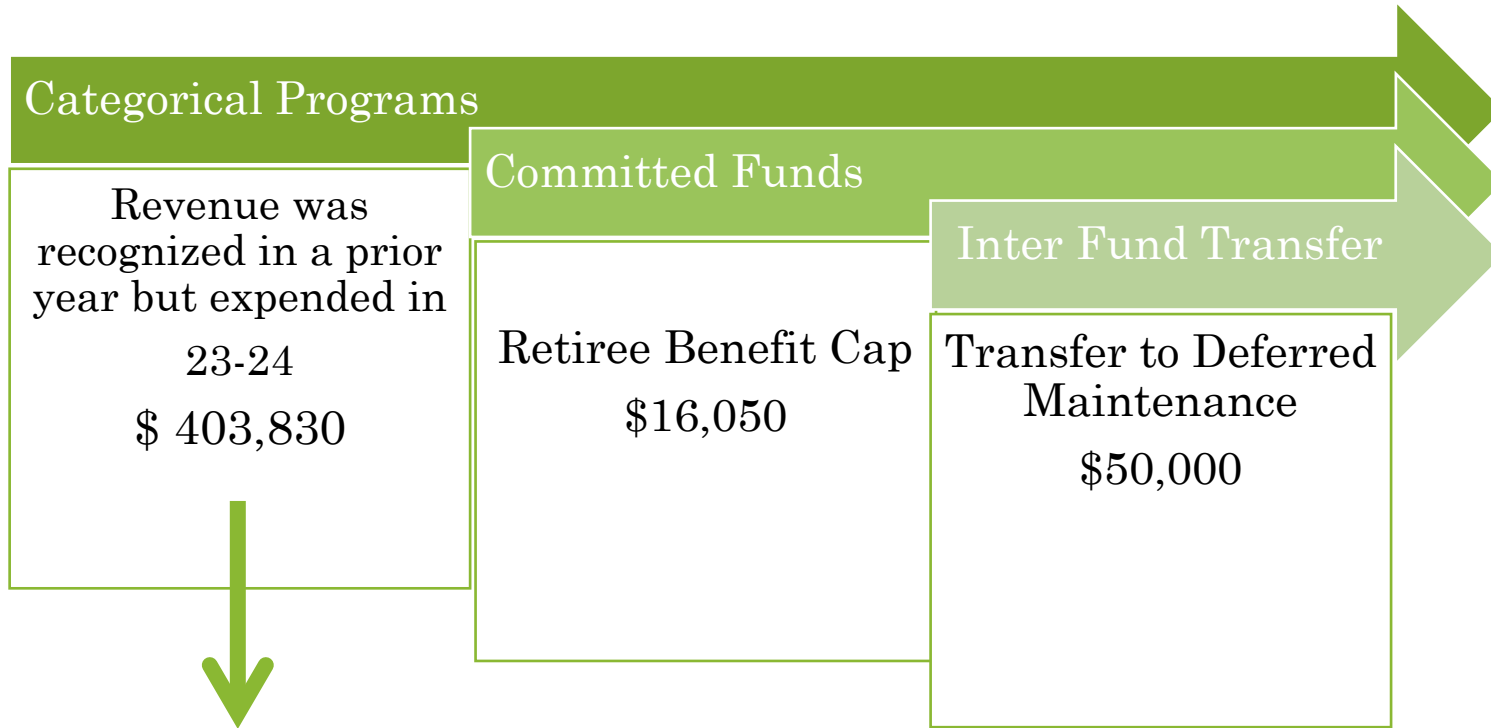 Categorical Programs
Revenue was
recognized in a prior
year but expended in
23-24
$ 403,830
Committed Funds
Retiree Benefit Cap
$16,050
Inter Fund Transfer
Transfer to Deferred
Maintenance
$50,000